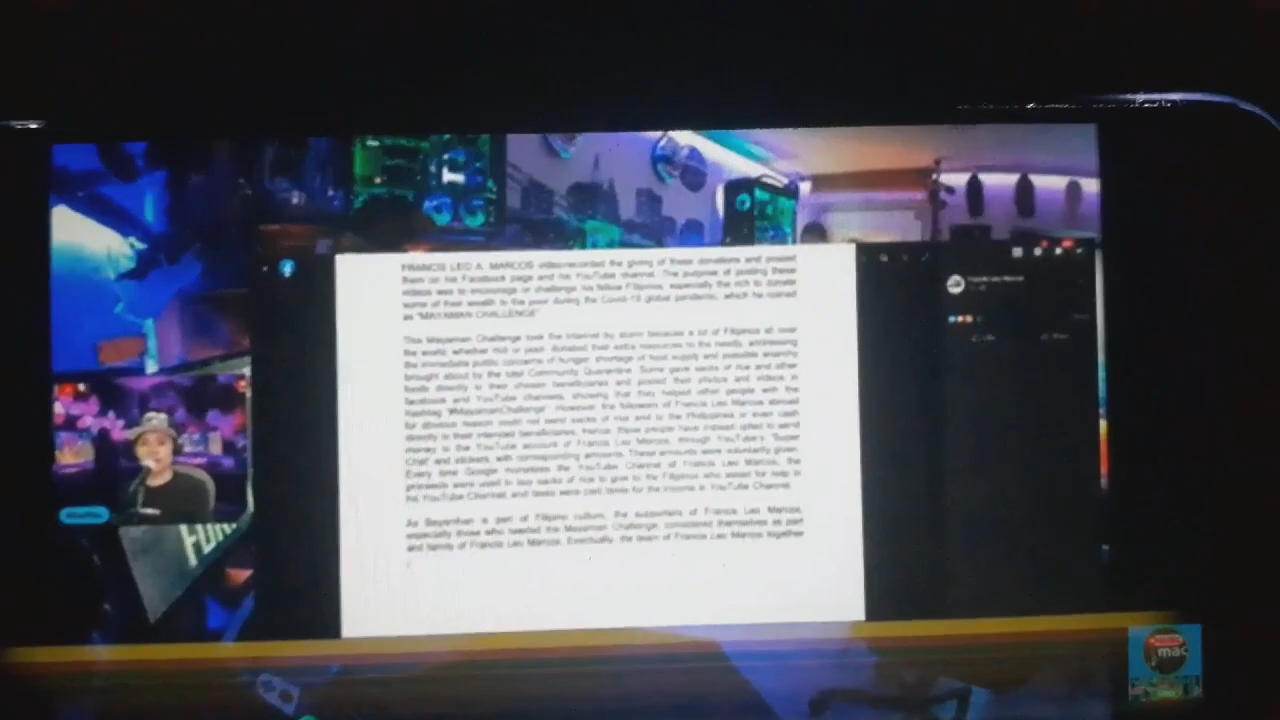 FRANCIS LEO A. MARCOS video-recorded the giving of these donations and posted
them on his Facebook page and his YouTube channel. The purpose of posting these
videos was to encourage or challenge his fellow Filipinos, especially the rich to donate
some of their wealth to the poor during the Covid-19 global pandemic, which he coined
as "MAYAMAN CHALLENGE"
This Mayaman Challenge took the internet by storm because a lot of Filipinos all over
the world, whether rich or poor, donated their extra resources to the needy, addressing
the immediate public concerns of hunger, shortage of food supply and possible anarchy
brought about by the total Community Quarantine. Some gave sacks of rice and other
foods directly to their chosen beneficiaries and posted their photos and videos in
facebook and YouTube channels, showing that they helped other people with the
hashtag "#MayamanChallenge". However, the followers of Francis Leo Marcos abroad
for obvious reason could not send sacks of rice and to the Philippines or even cash
directly to their intended beneficiaries, hence, these people have instead opted to send
money to the YouTube account of Francis Leo Marcos, through YouTube's "Super
Chat" and stickers, with corresponding amounts. These amounts were voluntarily given.
Every time Google monetizes the YouTube Channel of Francis Leo Marcos, the
proceeds were used to buy sacks of rice to give to the Filipinos who asked for help in
his YouTube Channel, and taxes were paid for the income in YouTube Channel.
As Bayanihan is part of Filipino culture, the supporters of Francis Leo Marcos,
especially those who heeded the Mayaman Challenge, considered themselves as part
and family of Francis Leo Marcos. Eventually, the team of Francis Leo Marcos together
Francis Leo Marcos
mac